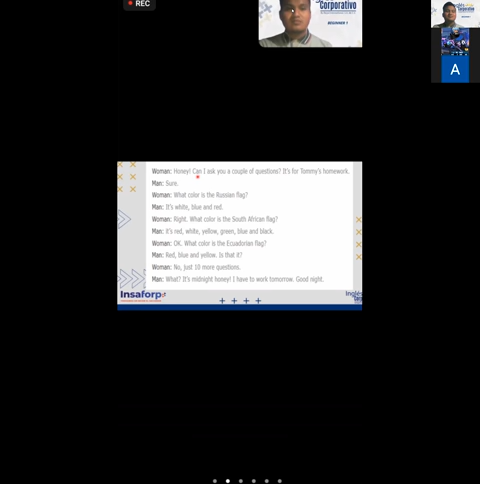 REC
Corporativo
BEGINNER 1
A
Woman: Honey! Can I ask you a couple of questions? It's for Tommy's homework.
Man: Sure.
Woman: What color is the Russian flag?
Man: It's white, blue and red.
Woman: Right. What color is the South African flag?
Man: It's red, white, yellow, green, blue and black.
Woman: OK. What color is the Ecuadorian flag?
Man: Red, blue and yellow. Is that it?
Woman: No, just 10 more questions.
Man: What? It's midnight honey! I have to work tomorrow. Good night.
Insaforp